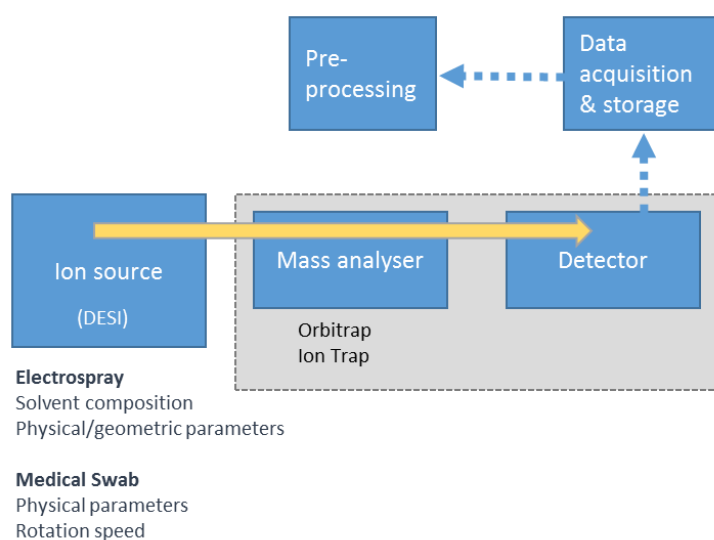 Pre-
processing
Data
acquisition
& storage
Ion source
(DESI)
Mass analyser
Detector
Orbitrap
Ion Trap
Electrospray
Solvent composition
Physical/geometric parameters
Medical Swab
Physical parameters
Rotation speed